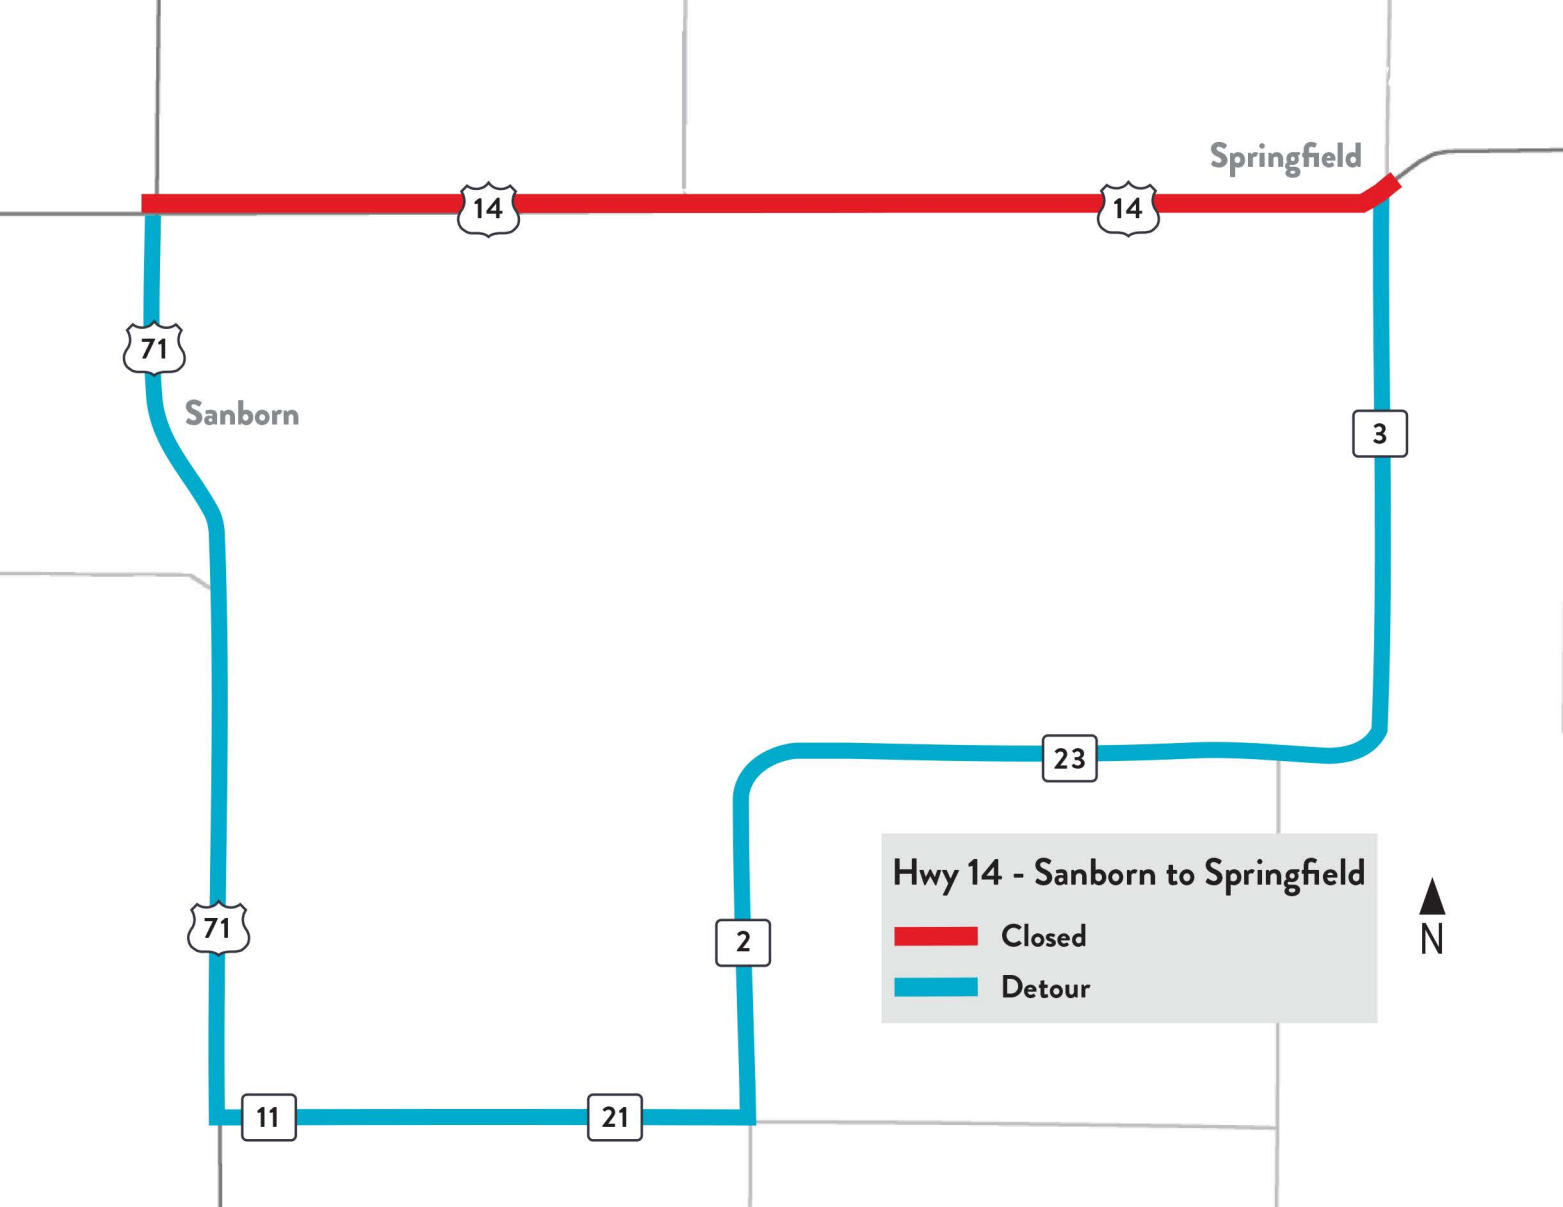 Springfield
14
14
71
Sanborn
3
23
Hwy 14 - Sanborn to Springfield
71
2
Closed
N
Detour
11
21